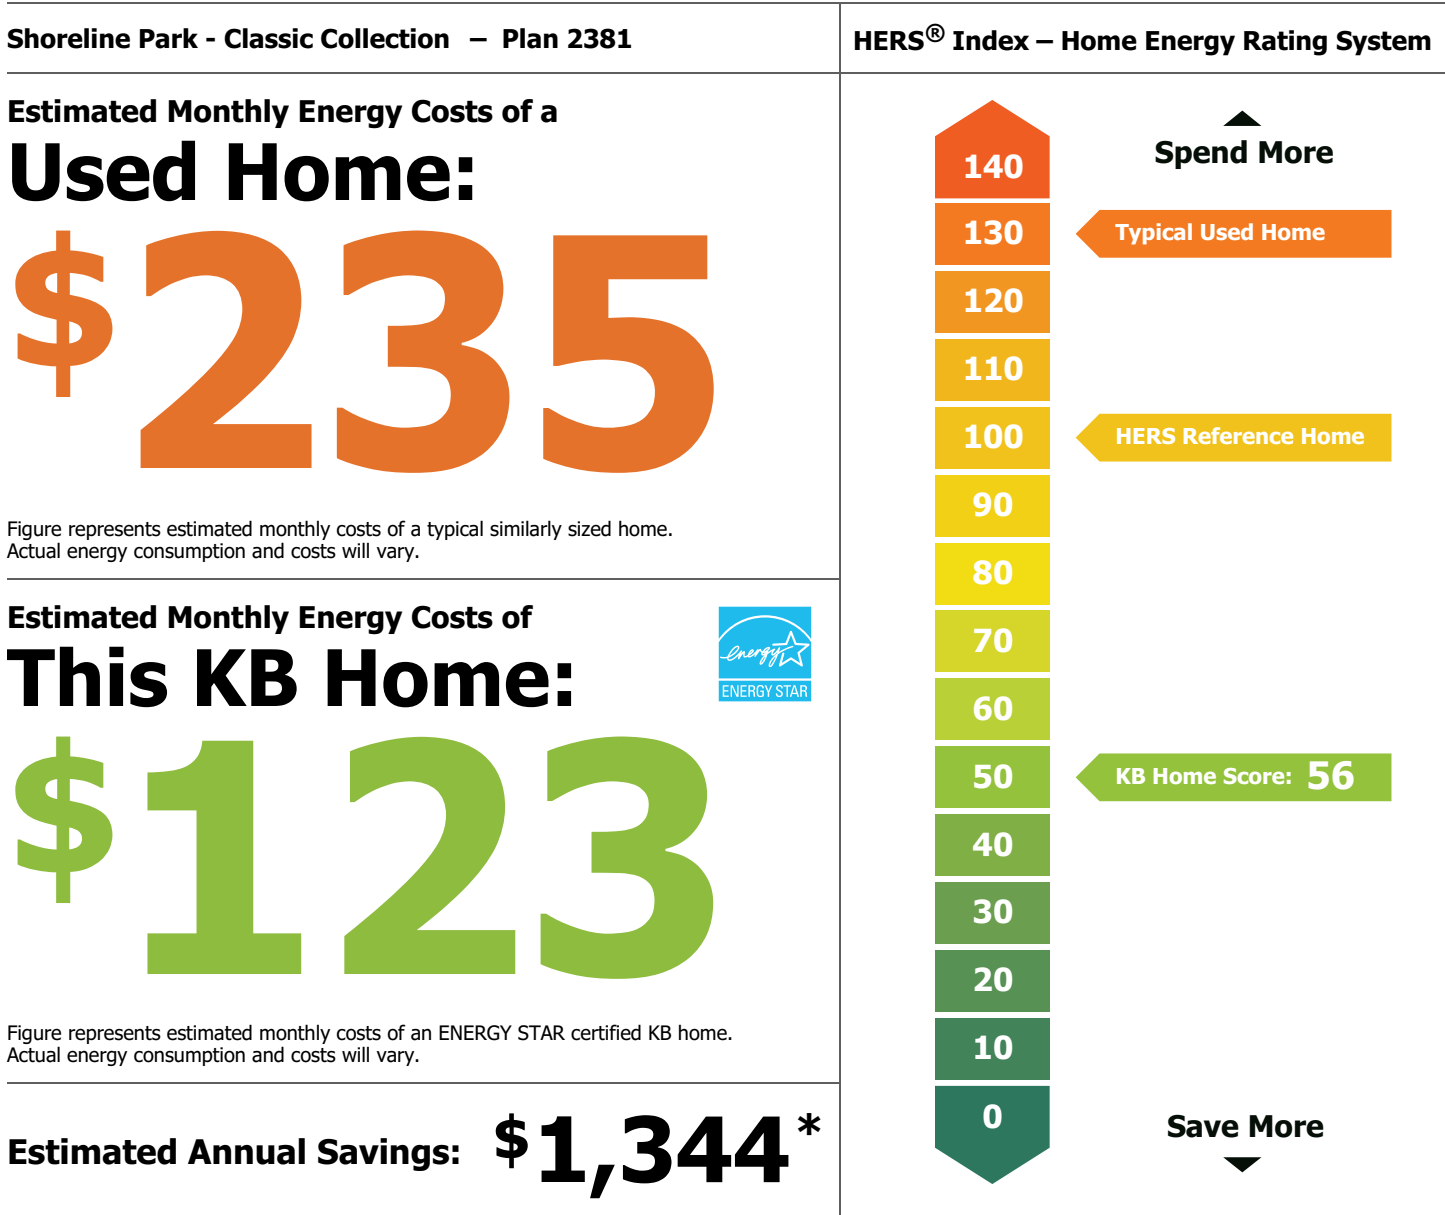 Shoreline Park - Classic Collection – Plan 2381
Estimated Monthly Energy Costs of a
Used Home:
$235
Figure represents estimated monthly costs of a typical similarly sized home.
Actual energy consumption and costs will vary.
Estimated Monthly Energy Costs of
This KB Home:
energy
ENERGY STAR
$123
Figure represents estimated monthly costs of an ENERGY STAR certified KB home.
Actual energy consumption and costs will vary.
Estimated Annual Savings: $1,344*
HERS® Index – Home Energy Rating System
Spend More
140
130 Typical Used Home
120
110
100 HERS Reference Home
90
80
70
60
50 KB Home Score: 56
40
30
20
10
0
Save More